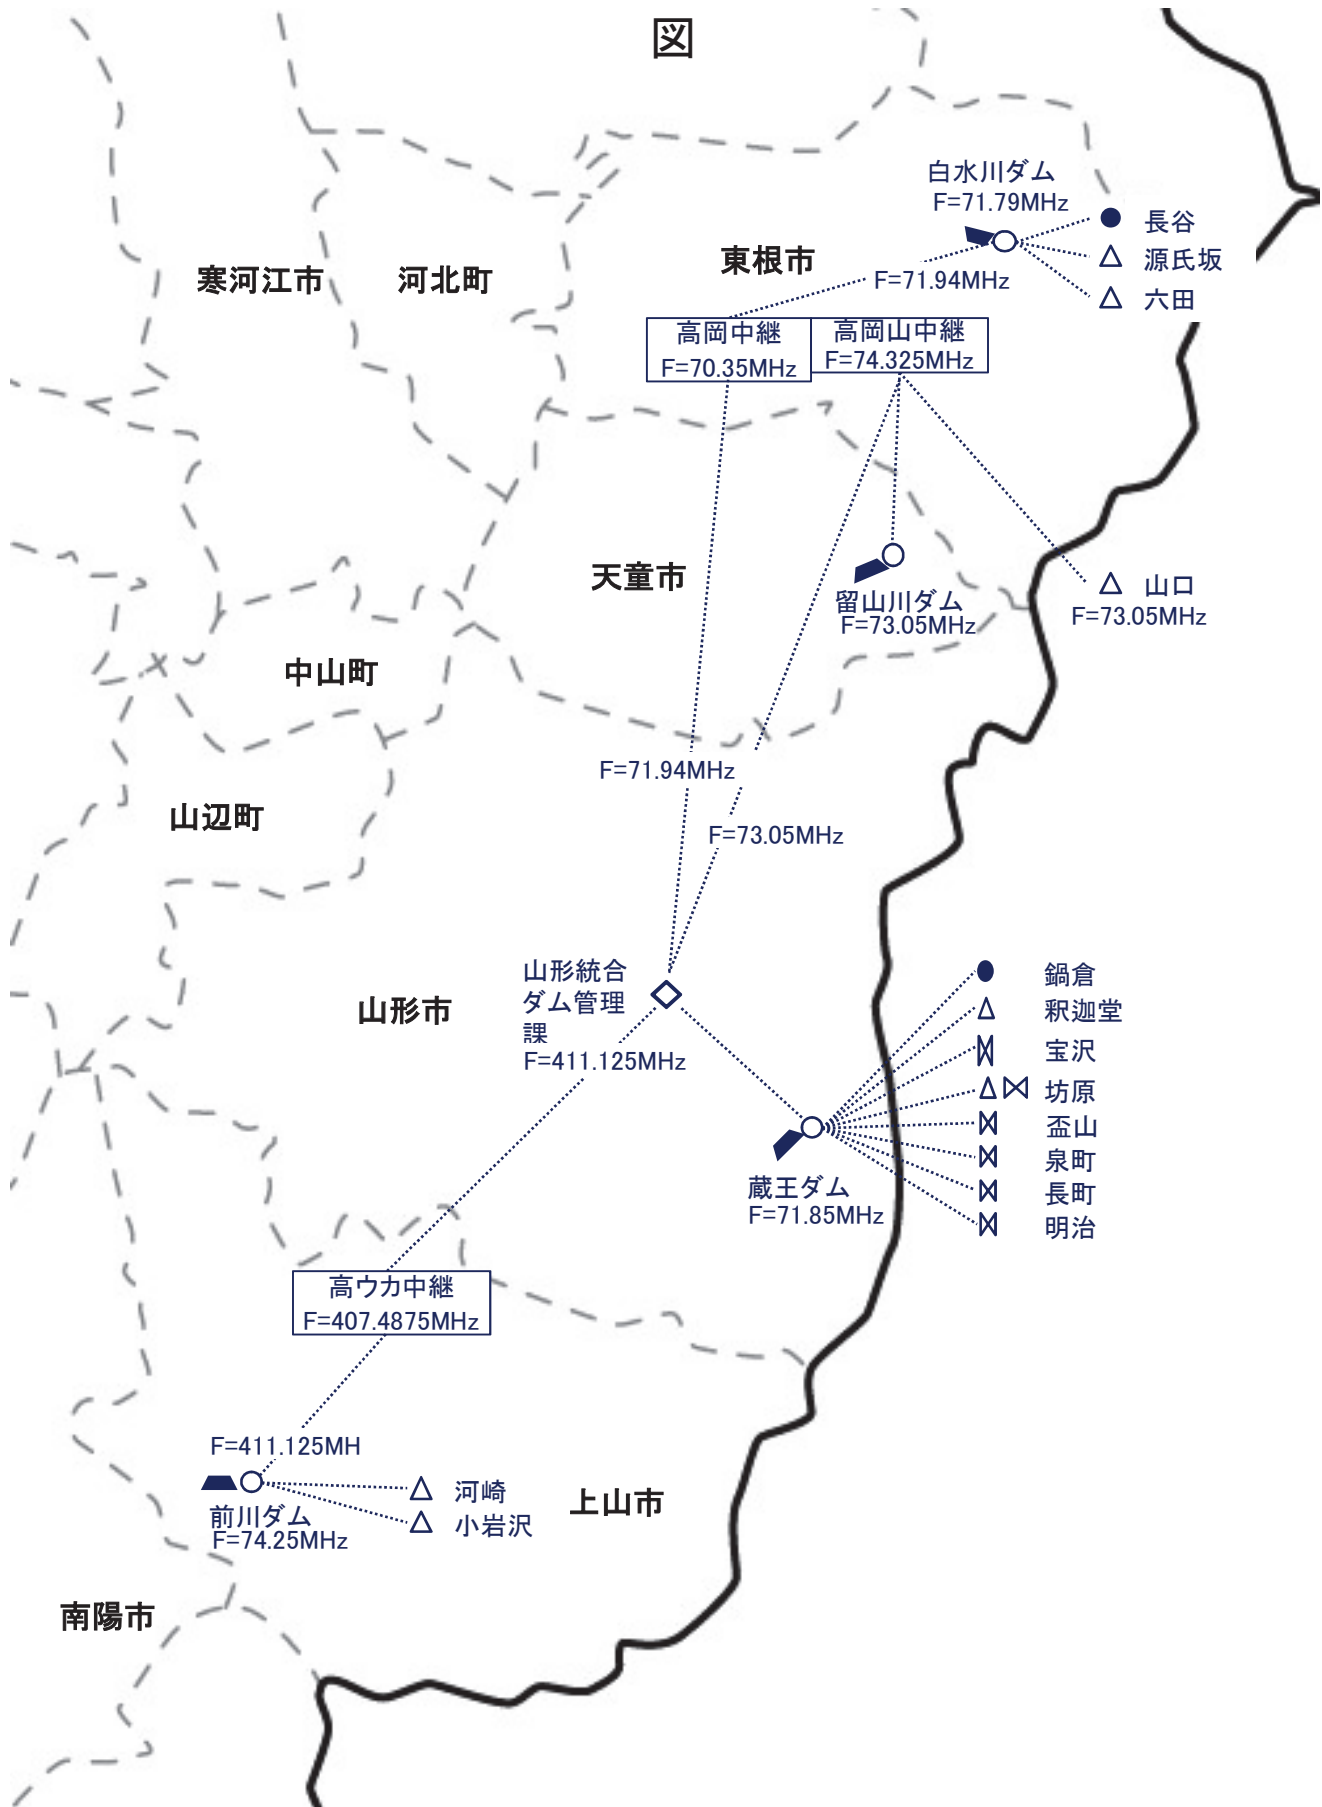 図
白水川ダム
F=71.79MHz
長谷
源氏坂
六田
寒河江市
河北町
東根市
F=71.94MHz
高岡中継
F=70.35MHz
高岡山中継
F=74.325MHz
天童市
留山川ダム
F=73.05MHz
山口
F=73.05MHz
中山町
F=71.94MHz
山辺町
F=73.05MHz
山形統合
ダム管理
課
F=411.125MHz
山形市
鍋倉
釈迦堂
宝沢
坊原
盃山
泉町
長町
明治
蔵王ダム
F=71.85MHz
高ウカ中継
F=407.4875MHz
F=411.125MH
前川ダム
F=74.25MHz
河崎
小岩沢
上山市
南陽市